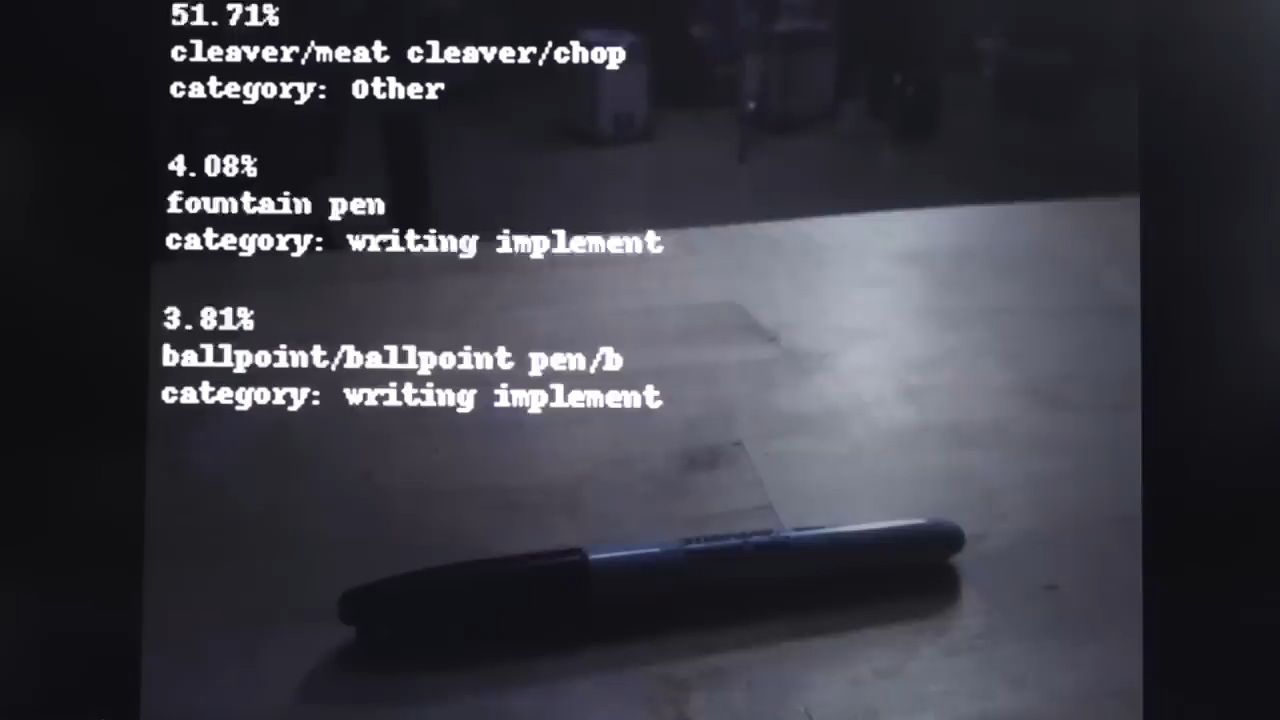 51.71%
cleaver/meat cleaver/chop
category: Other
4.08%
fountain pen
category: writing implement
3.81%
ballpoint/ballpoint pen/b
category: writing implement